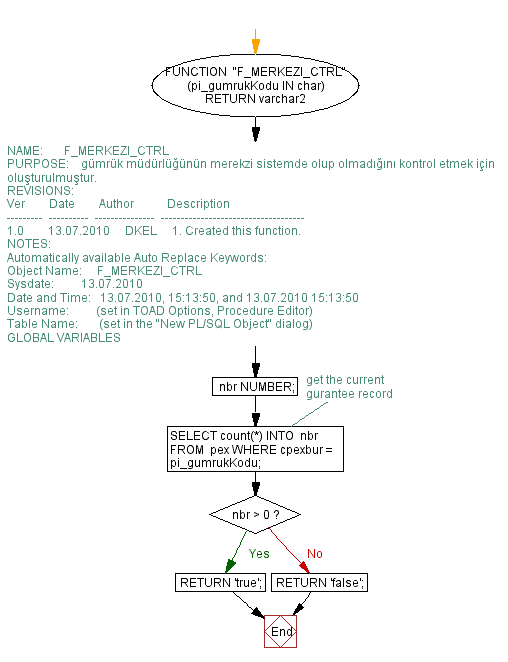 FUNCTION "F_MERKEZI_CTRL"
(pi_gumrukKodu IN char)
RETURN varchar2
NAME: F_MERKEZI_CTRL
PURPOSE: gümrük müdürlüğünün merekzi sistemde olup olmadığını kontrol etmek için
oluşturulmuştur.
REVISIONS:
Ver Date Author Description
--------- ---------- --------------- ------------------------------------
1.0 13.07.2010 DKEL 1. Created this function.
NOTES:
Automatically available Auto Replace Keywords:
Object Name: F_MERKEZI_CTRL
Sysdate: 13.07.2010
Date and Time: 13.07.2010, 15:13:50, and 13.07.2010 15:13:50
Username: (set in TOAD Options, Procedure Editor)
Table Name: (set in the "New PL/SQL Object" dialog)
GLOBAL VARIABLES
nbr NUMBER;
get the current
gurantee record
SELECT count(*) INTO nbr
FROM pex WHERE cpexbur =
pi_gumrukKodu;
nbr > 0 ?
Yes
No
RETURN 'true';
RETURN 'false';
End